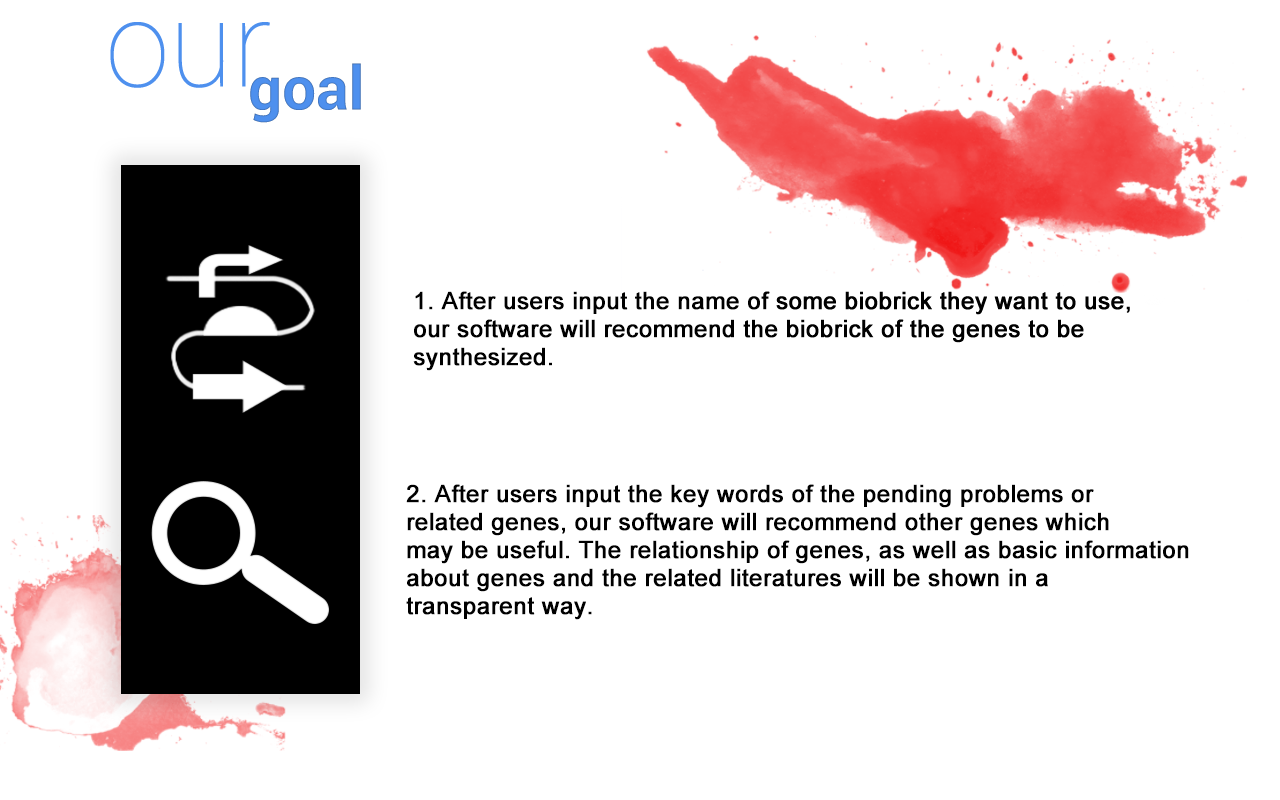 our
goal
1. After users input the name of some biobrick they want to use,
our software will recommend the biobrick of the genes to be
synthesized.
2. After users input the key words of the pending problems or
related genes, our software will recommend other genes which
may be useful. The relationship of genes, as well as basic information
about genes and the related literatures will be shown in a
transparent way.